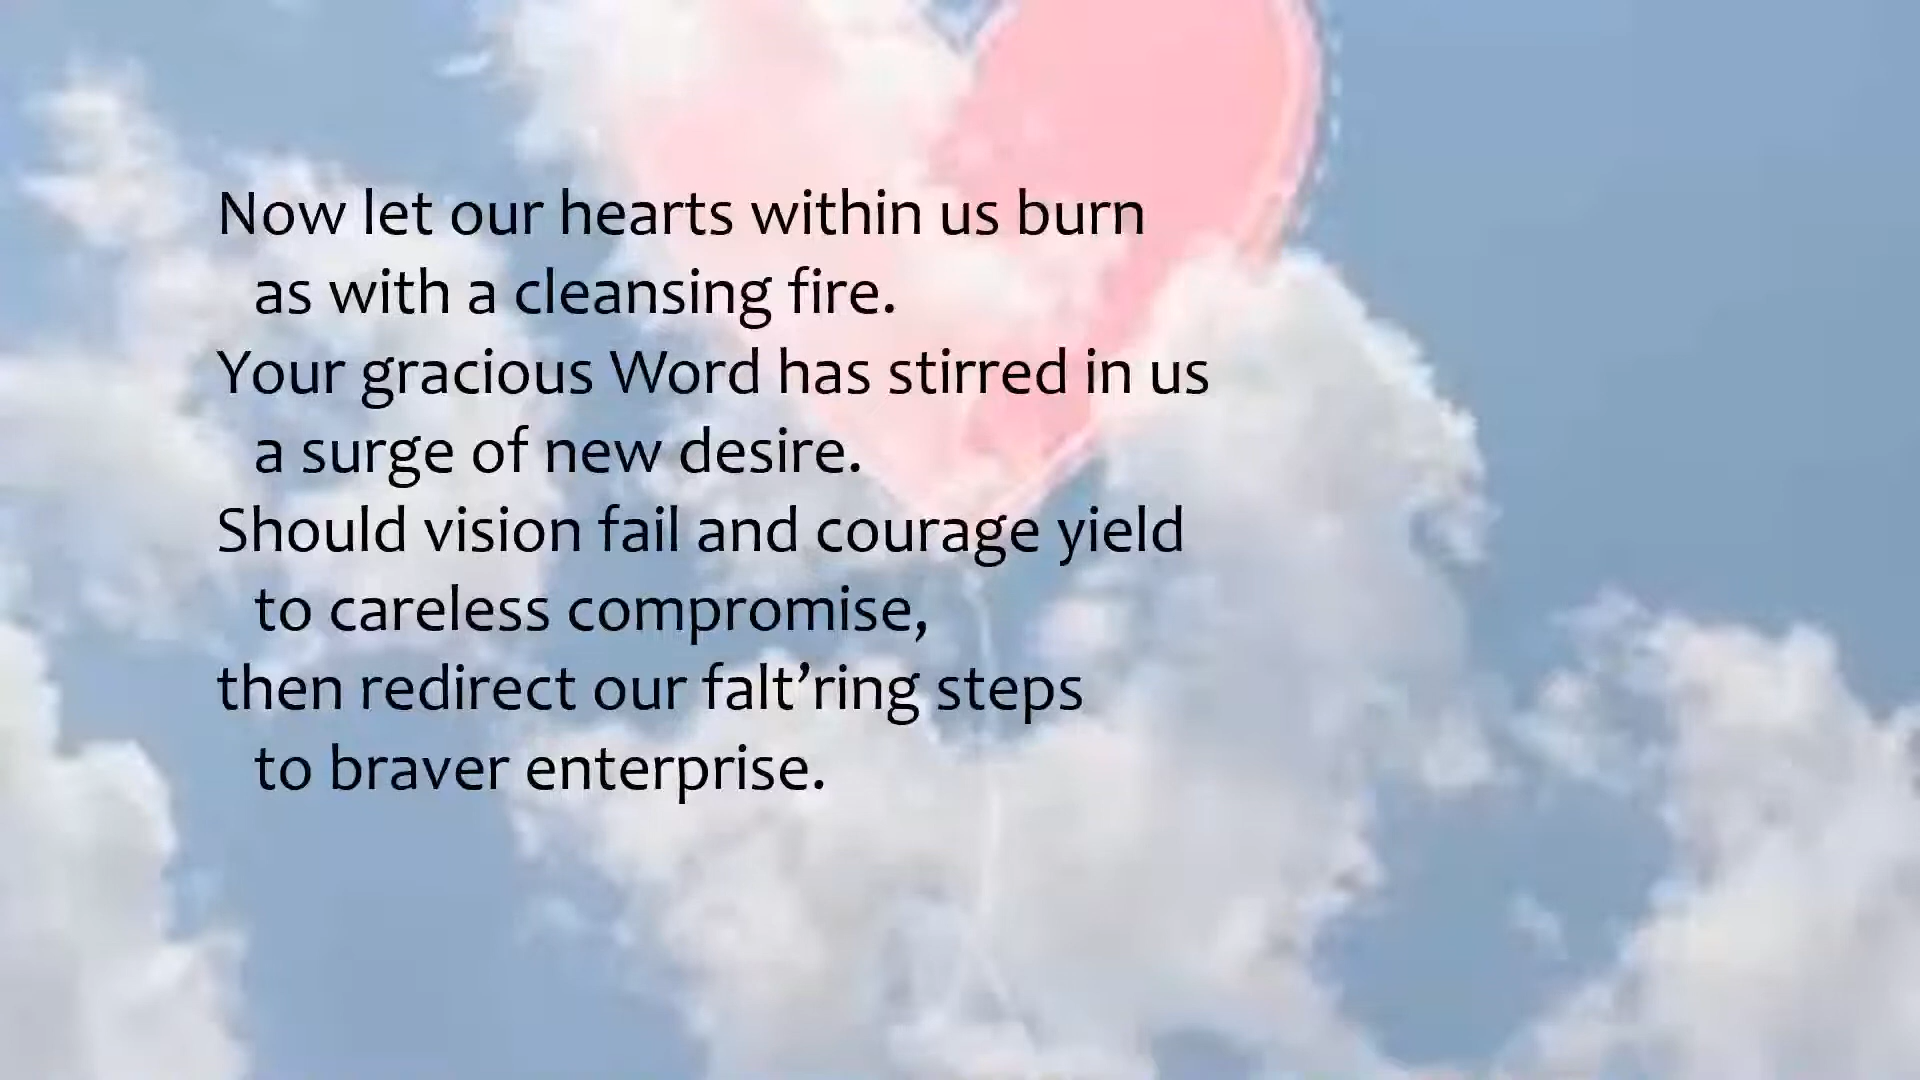 Now let our hearts within us burn
as with a cleansing fire.
Your gracious Word has stirred in us
a surge of new desire.
Should vision fail and courage yield
to careless compromise,
then redirect our falt’ring steps
to braver enterprise.